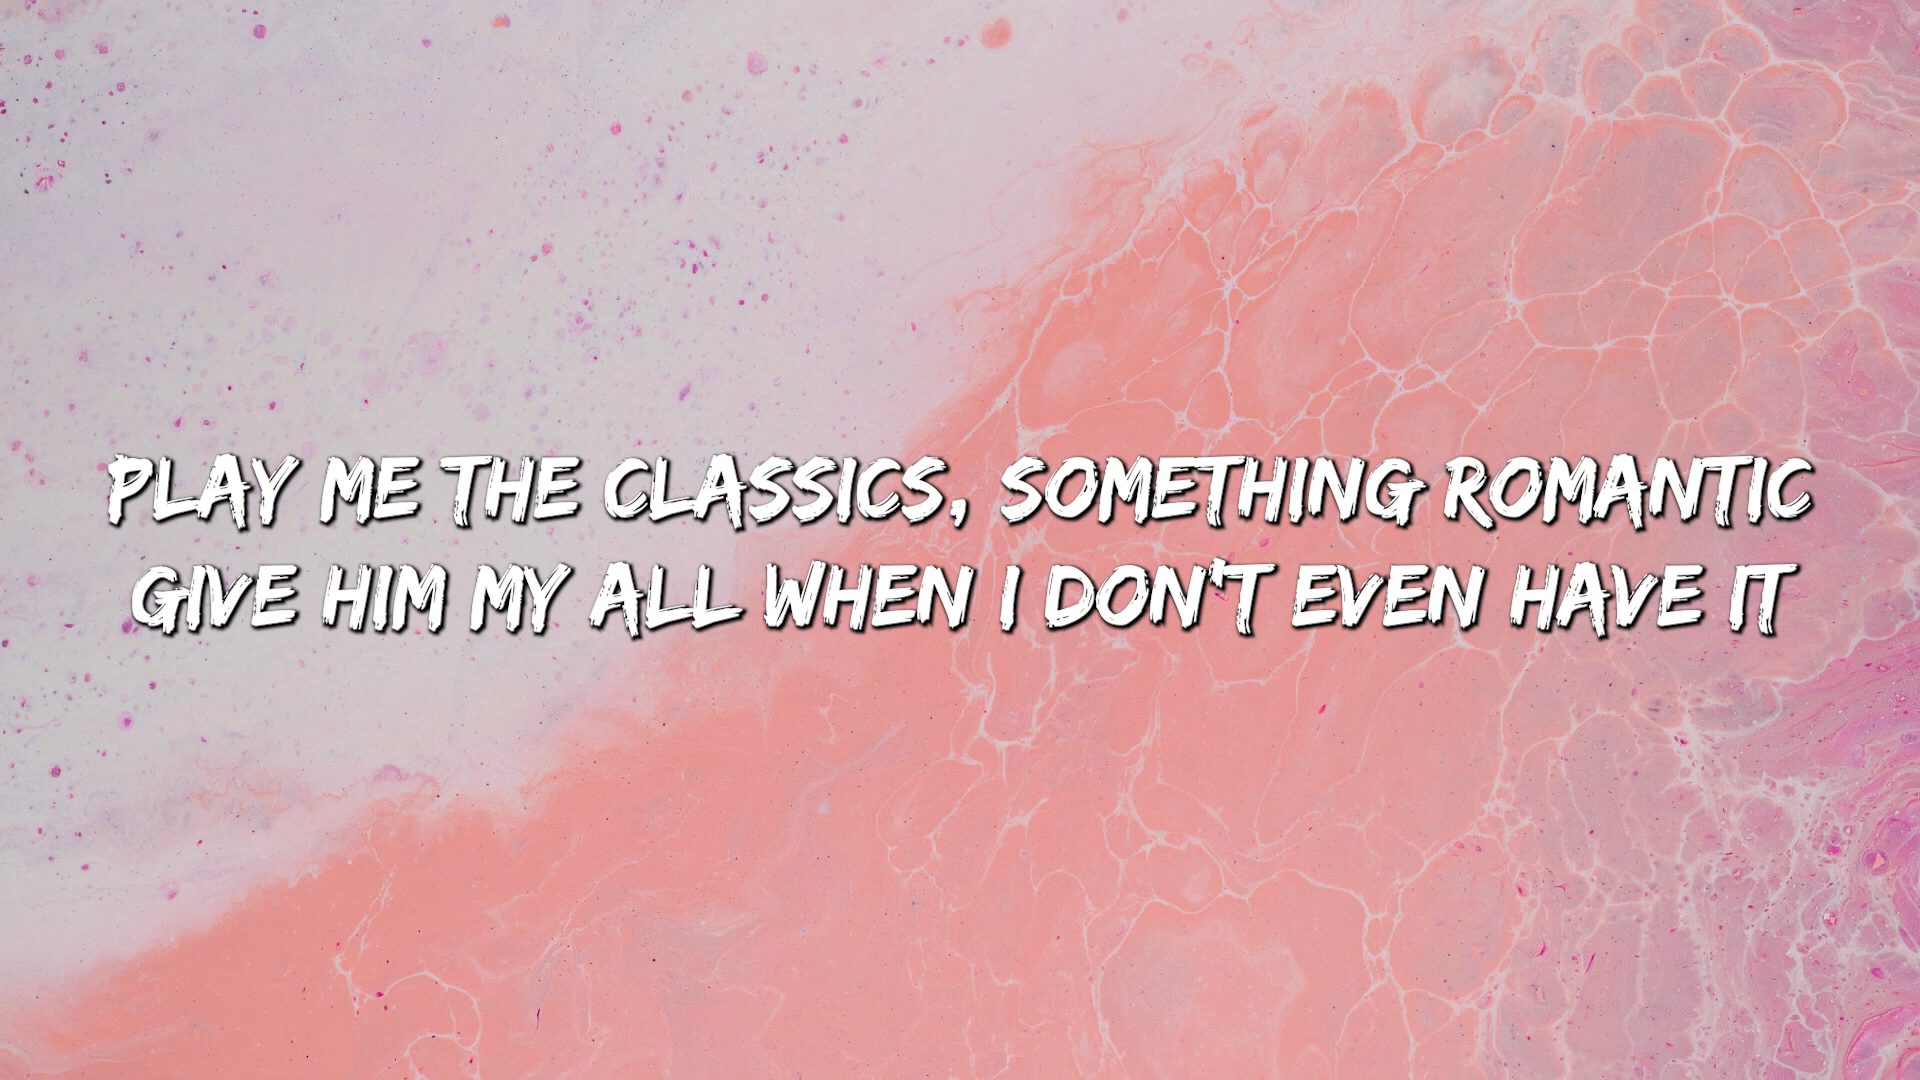 PLAY ME THE CLASSICS, SOMETHING ROMANTIC
GIVE HIM MY ALL WHEN I DON'T EVEN HAVE IT